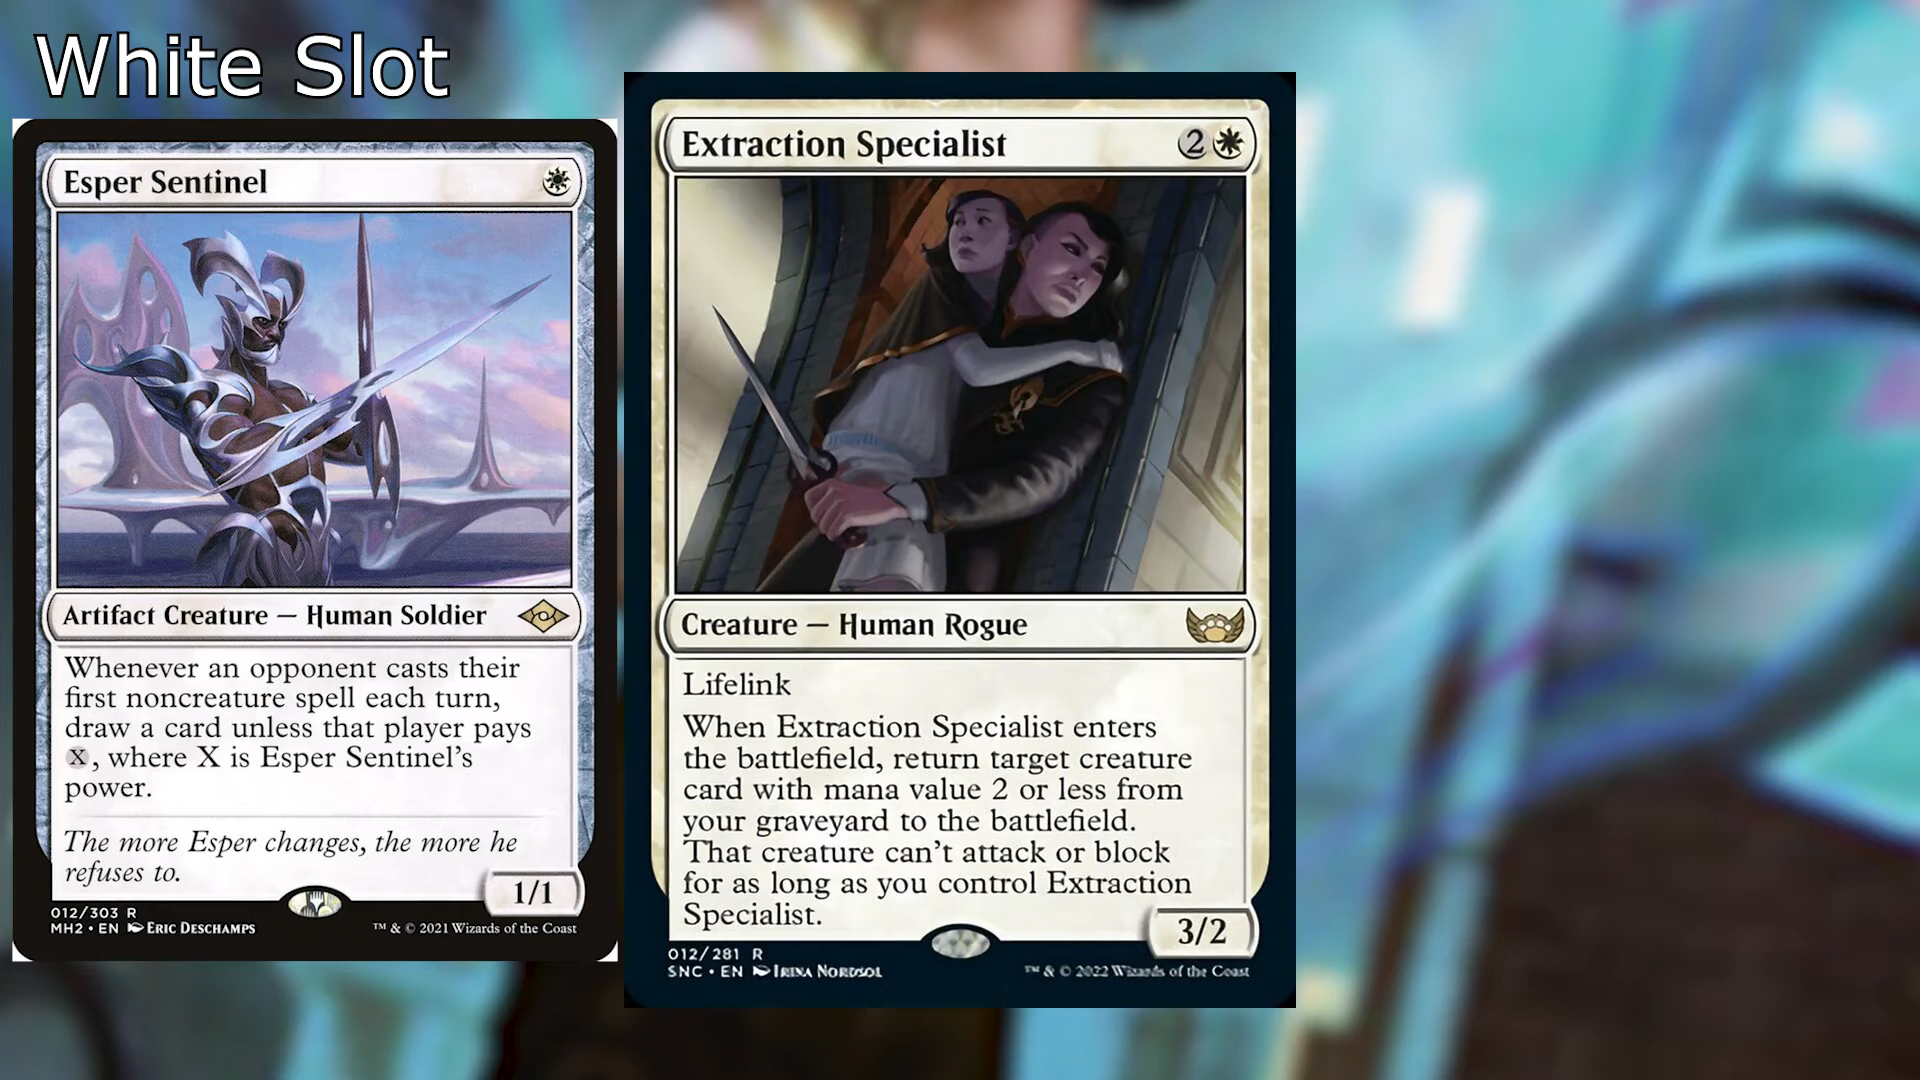 White Slot
Esper Sentinel
Artifact Creature — Human Soldier
Whenever an opponent casts their
first noncreature spell each turn,
draw a card unless that player pays
X, where X is Esper Sentinel's
power.
The more Esper changes, the more he
refuses to.
1/1
012/303 R
MH2 • EN Eric Deschamps
™ & © 2021 Wizards of the Coast
Extraction Specialist
2
Creature — Human Rogue
Lifelink
When Extraction Specialist enters
the battlefield, return target creature
card with mana value 2 or less from
your graveyard to the battlefield.
That creature can't attack or block
for as long as you control Extraction
Specialist.
3/2
012/281 R
SNC • EN Irina Nordsol
™ & © 2022 Wizards of the Coast